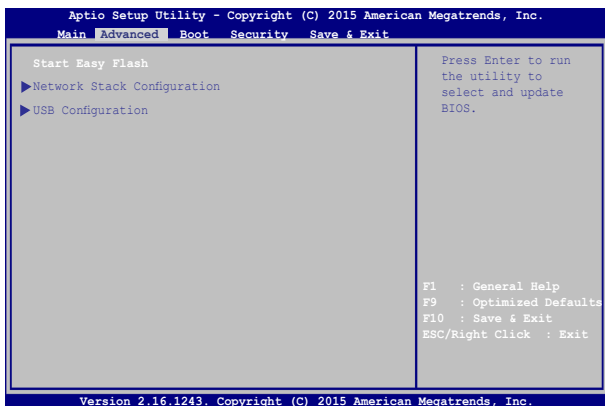 Aptio Setup Utility - Copyright (C) 2015 American Megatrends, Inc.
Main Advanced Boot Security Save & Exit
Start Easy Flash
Network Stack Configuration
USB Configuration
Press Enter to run
the utility to
select and update
BIOS.
F1 : General Help
F9 : Optimized Defaults
F10 : Save & Exit
ESC/Right Click : Exit
Version 2.16.1243. Copyright (C) 2015 American Megatrends, Inc.